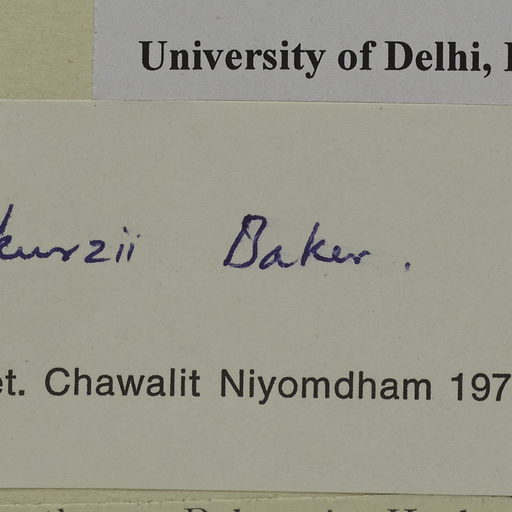 University of Delhi,
kurzii Baker.
et. Chawalit Niyomdham 197